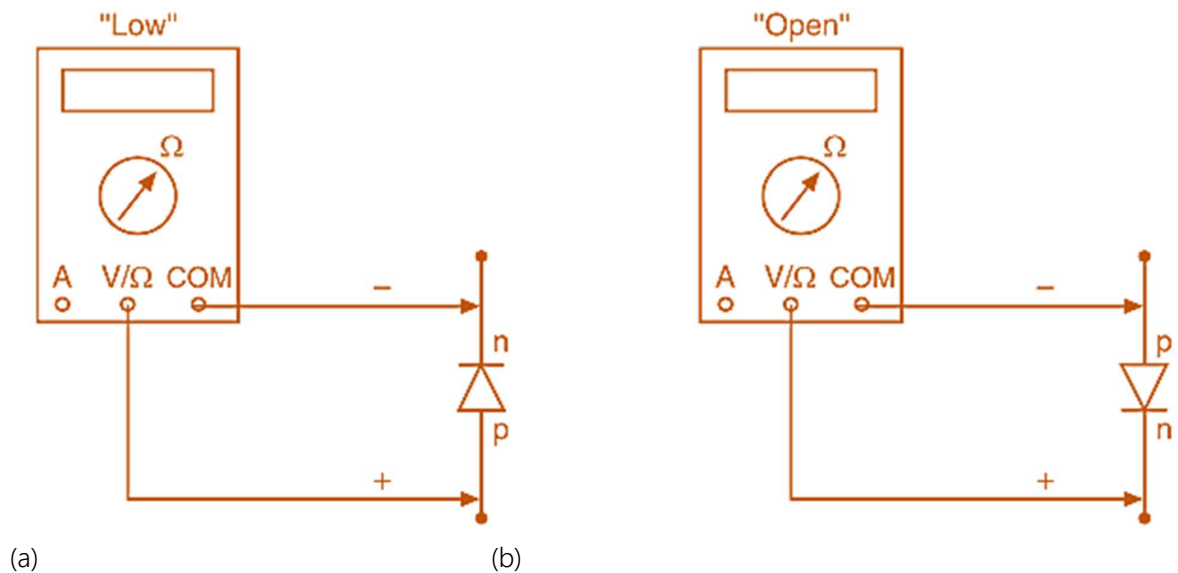 "Low"
Ω
A V/Ω COM
−
n
p
+
(a)
"Open"
Ω
A V/Ω COM
−
p
n
+
(b)